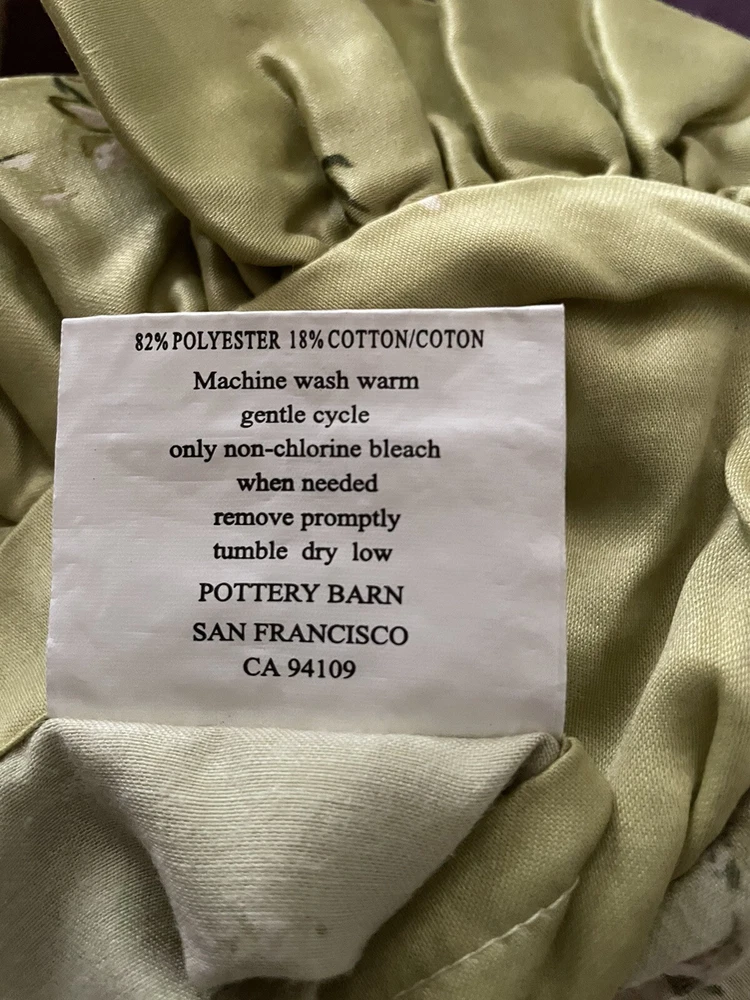 82% POLYESTER 18% COTTON/COTON
Machine wash warm
gentle cycle
only non-chlorine bleach
when needed
remove promptly
tumble dry low
POTTERY BARN
SAN FRANCISCO
CA 94109